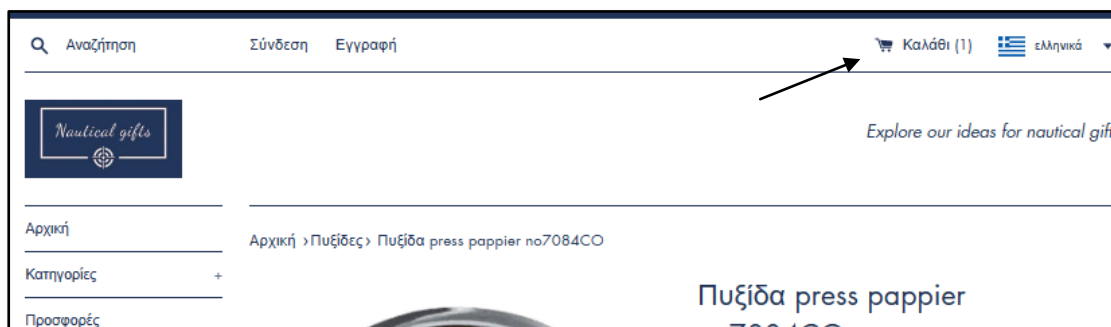 Αναζήτηση
Σύνδεση Εγγραφή
Καλάθι (1)
ελληνικά
Nautical gifts
Explore our ideas for nautical
Αρχική
Κατηγορίες +
Προσφορές
Αρχική ›Πυξίδες› Πυξίδα press pappier no7084CO
Πυξίδα press pappier